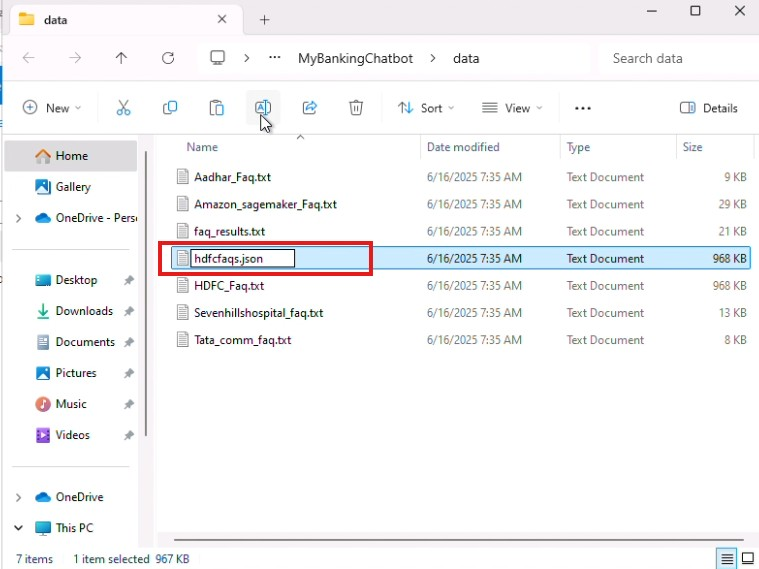 data
MyBankingChatbot > data
Search data
New
Sort
View
Details
Home
Gallery
OneDrive - Pers
Desktop
Downloads
Documents
Pictures
Music
Videos
OneDrive
This PC
Name Date modified Type Size
Aadhar_Faq.txt 6/16/2025 7:35 AM Text Document 9 KB
Amazon_sagemaker_Faq.txt 6/16/2025 7:35 AM Text Document 29 KB
faq_results.txt 6/16/2025 7:35 AM Text Document 21 KB
hdfcfaqs.json 6/16/2025 7:35 AM Text Document 968 KB
HDFC_Faq.txt 6/16/2025 7:35 AM Text Document 968 KB
Sevenhillshospital_faq.txt 6/16/2025 7:35 AM Text Document 13 KB
Tata_comm_faq.txt 6/16/2025 7:35 AM Text Document 8 KB
7 items 1 item selected 967 KB